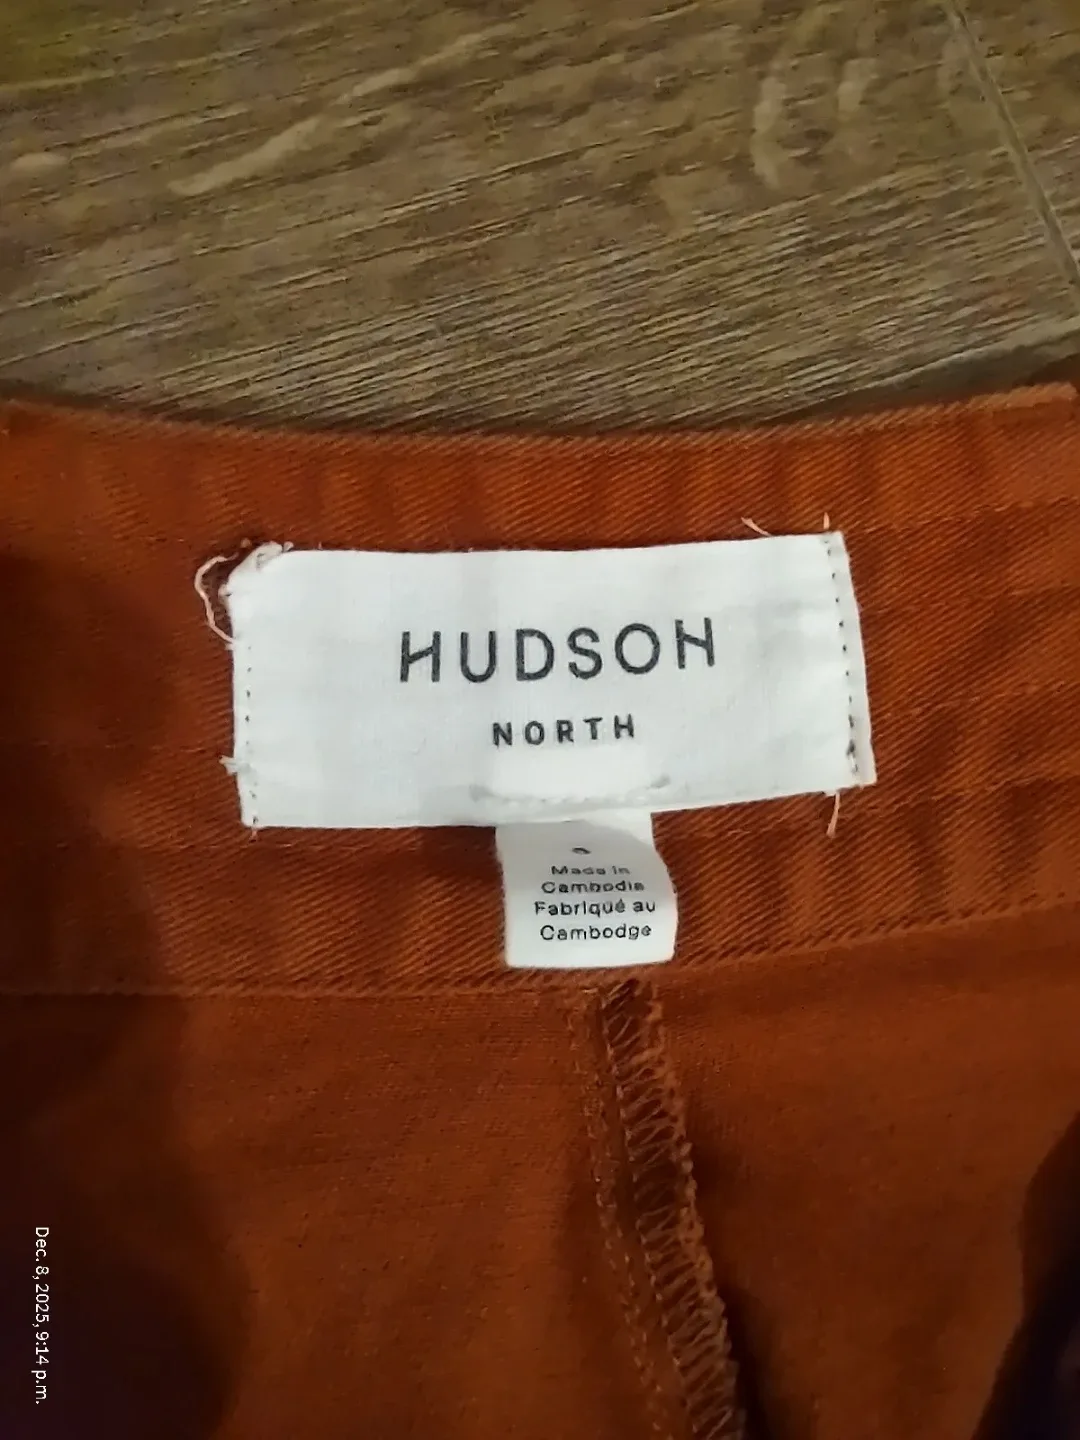 HUDSON
NORTH
Made in
Cambodia
Fabriqué au
Cambodge
Dec. 8, 2025, 9:14 p.m.